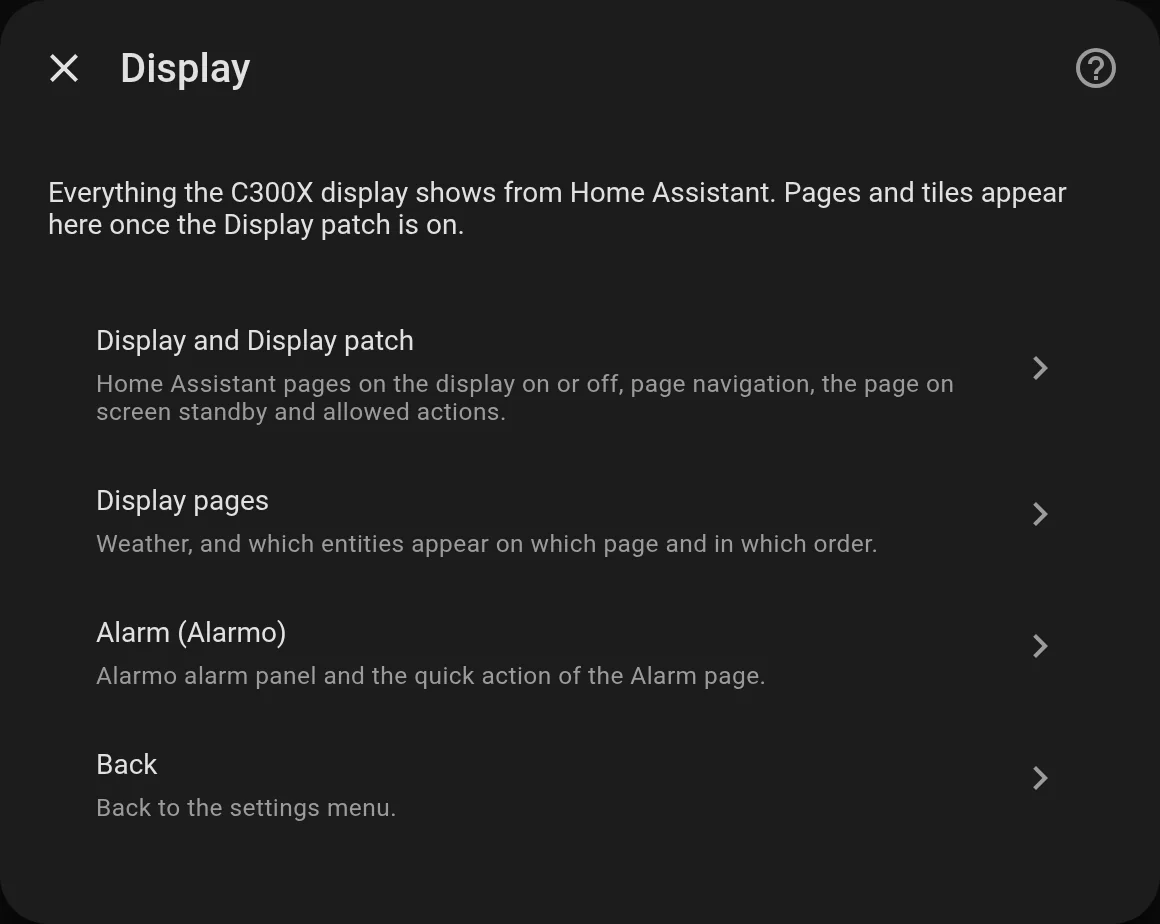 Display
Everything the C300X display shows from Home Assistant. Pages and tiles appear
here once the Display patch is on.
Display and Display patch
Home Assistant pages on the display on or off, page navigation, the page on
screen standby and allowed actions.
Display pages
Weather, and which entities appear on which page and in which order.
Alarm (Alarmo)
Alarmo alarm panel and the quick action of the Alarm page.
Back
Back to the settings menu.